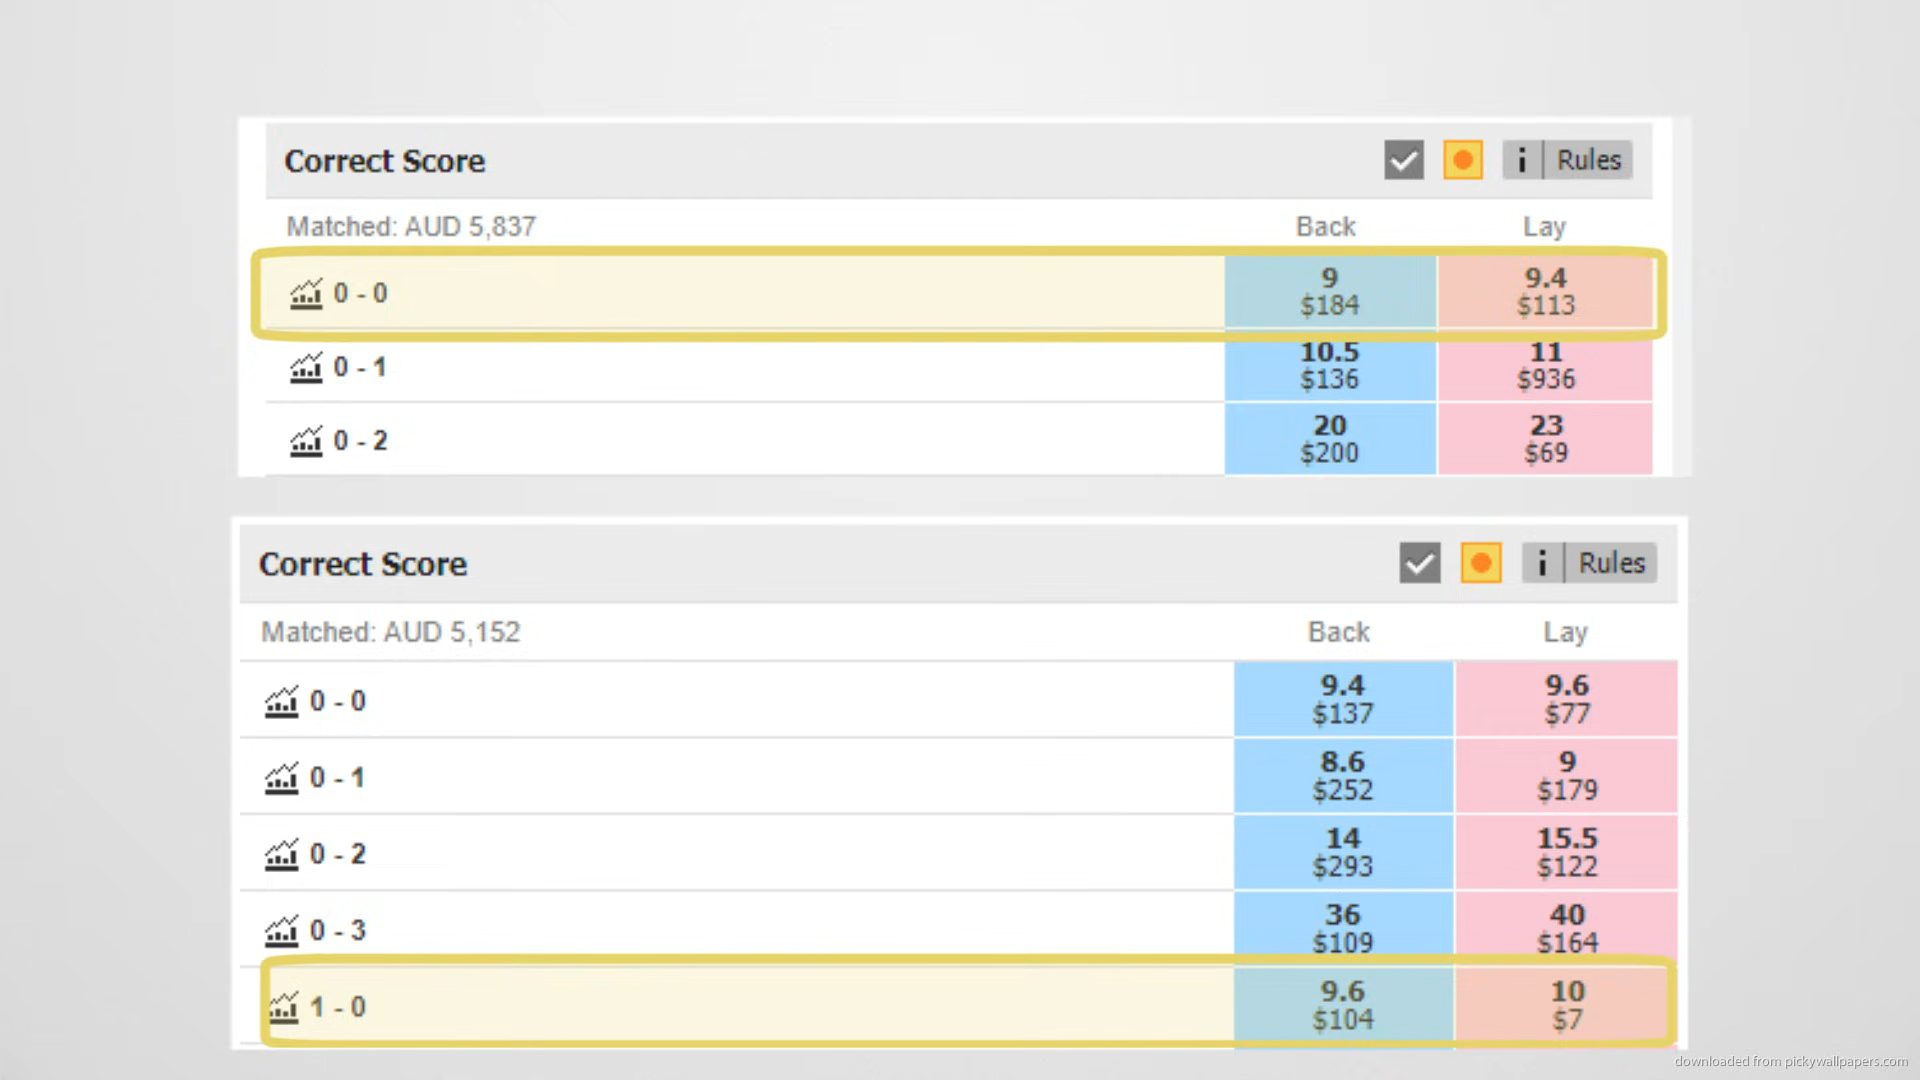 Correct Score i Rules
Matched: AUD 5,837 Back Lay
0 - 0 9 9.4
$184 $113
0 - 1 10.5 11
$136 $936
0 - 2 20 23
$200 $69
Correct Score i Rules
Matched: AUD 5,152 Back Lay
0 - 0 9.4 9.6
$137 $77
0 - 1 8.6 9
$252 $179
0 - 2 14 15.5
$293 $122
0 - 3 36 40
$109 $164
1 - 0 9.6 10
$104 $7
downloaded from pickywallpapers.com